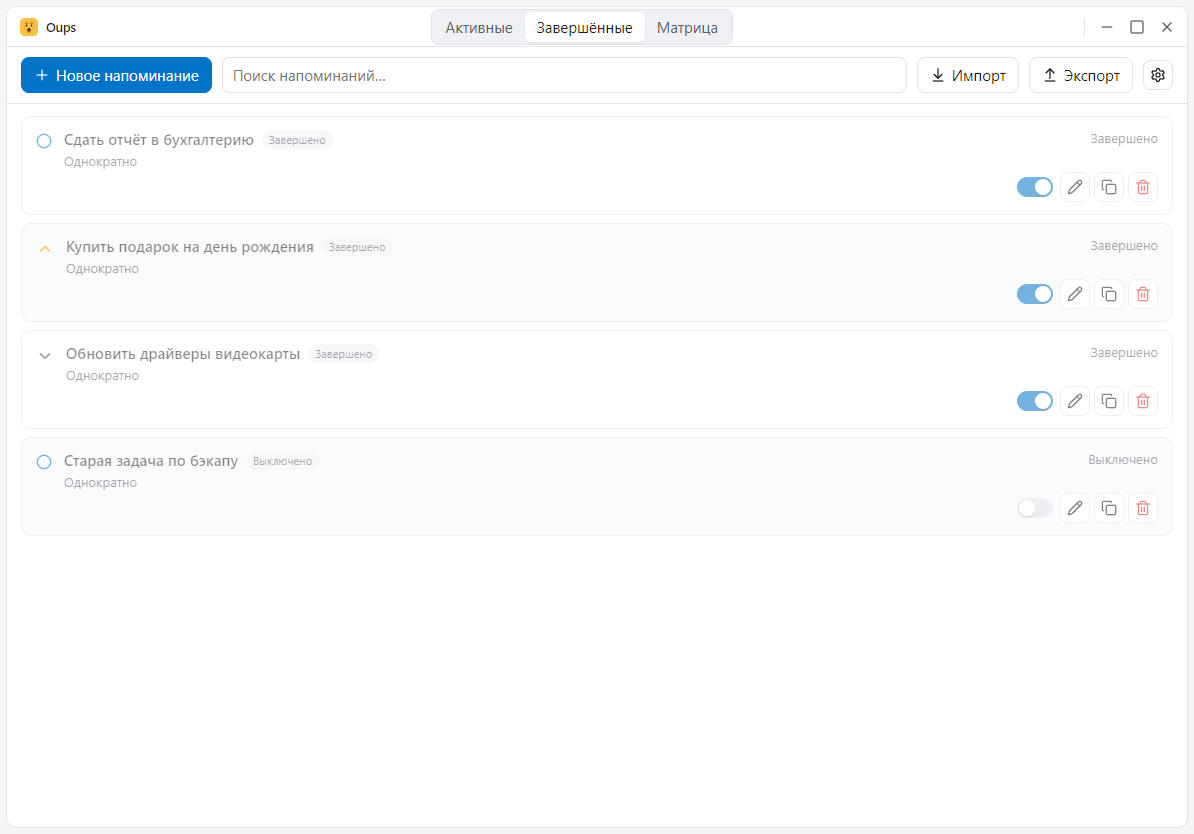 Oups
Активные Завершённые Матрица
Новое напоминание Поиск напоминаний... Импорт Экспорт
Сдать отчёт в бухгалтерию Завершено Завершено
Однократно
Купить подарок на день рождения Завершено Завершено
Однократно
Обновить драйверы видеокарты Завершено Завершено
Однократно
Старая задача по бэкапу Выключено Выключено
Однократно